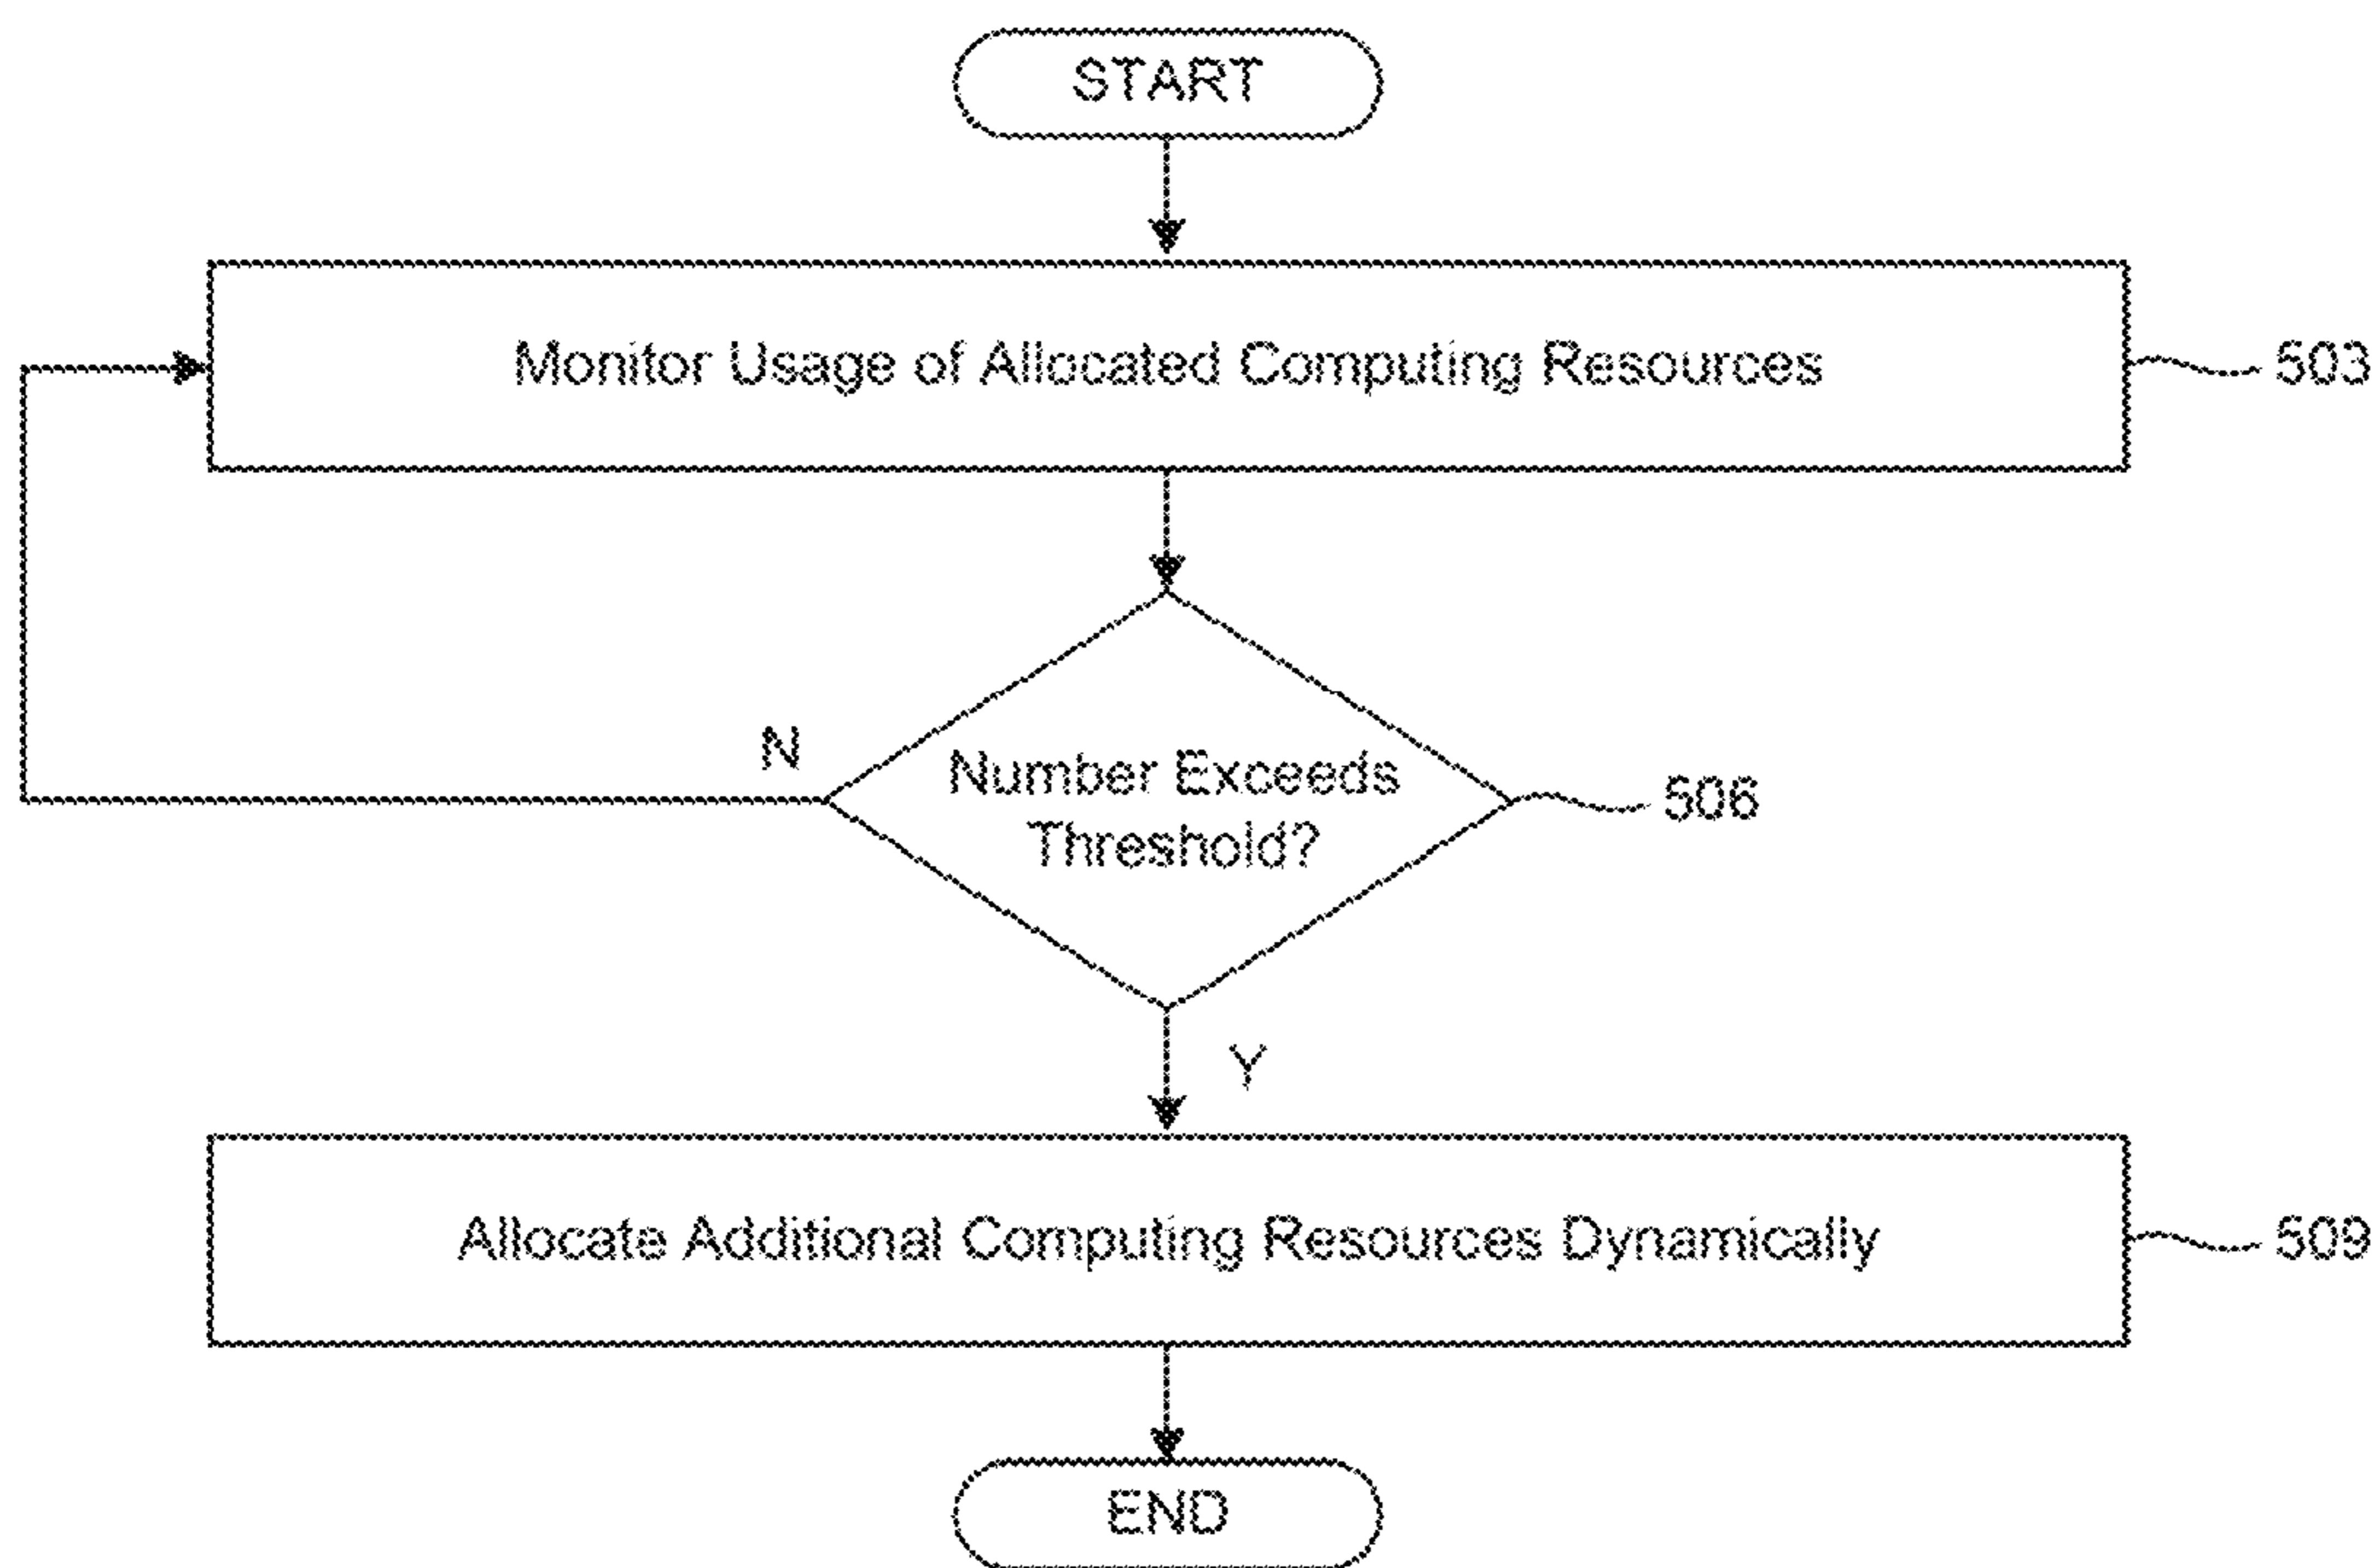 START
Monitor Usage of Allocated Computing Resources
503
N
Number Exceeds
Threshold?
506
Y
Allocate Additional Computing Resources Dynamically
509
END